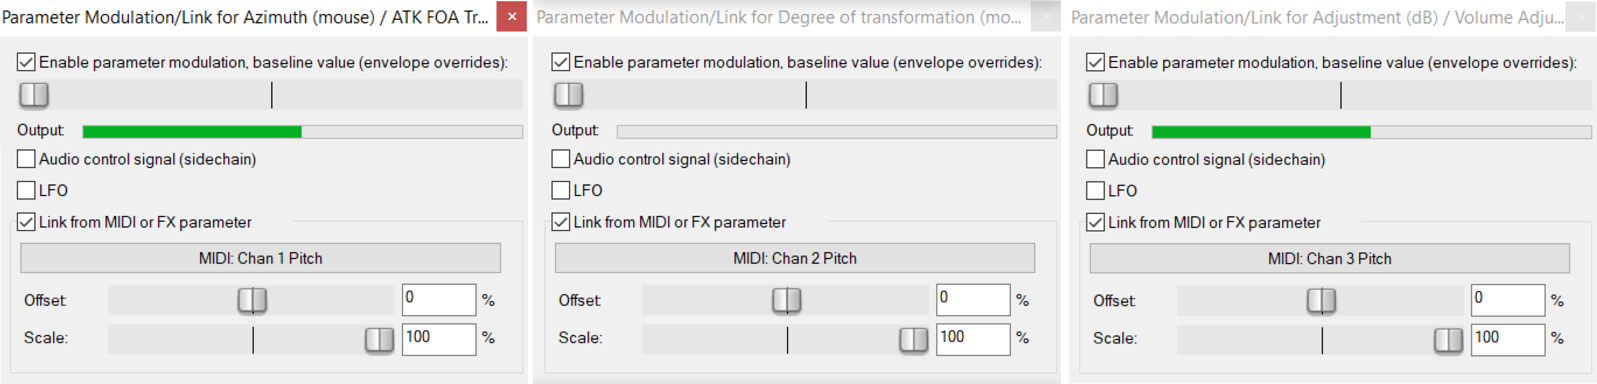 Parameter Modulation/Link for Azimuth (mouse) / ATK FOA Tr...
Enable parameter modulation, baseline value (envelope overrides):
Output:
Audio control signal (sidechain)
LFO
Link from MIDI or FX parameter
MIDI: Chan 1 Pitch
Offset: 0 %
Scale: 100 %
Parameter Modulation/Link for Degree of transformation (mo...
Enable parameter modulation, baseline value (envelope overrides):
Output:
Audio control signal (sidechain)
LFO
Link from MIDI or FX parameter
MIDI: Chan 2 Pitch
Offset: 0 %
Scale: 100 %
Parameter Modulation/Link for Adjustment (dB) / Volume Adju...
Enable parameter modulation, baseline value (envelope overrides):
Output:
Audio control signal (sidechain)
LFO
Link from MIDI or FX parameter
MIDI: Chan 3 Pitch
Offset: 0 %
Scale: 100 %